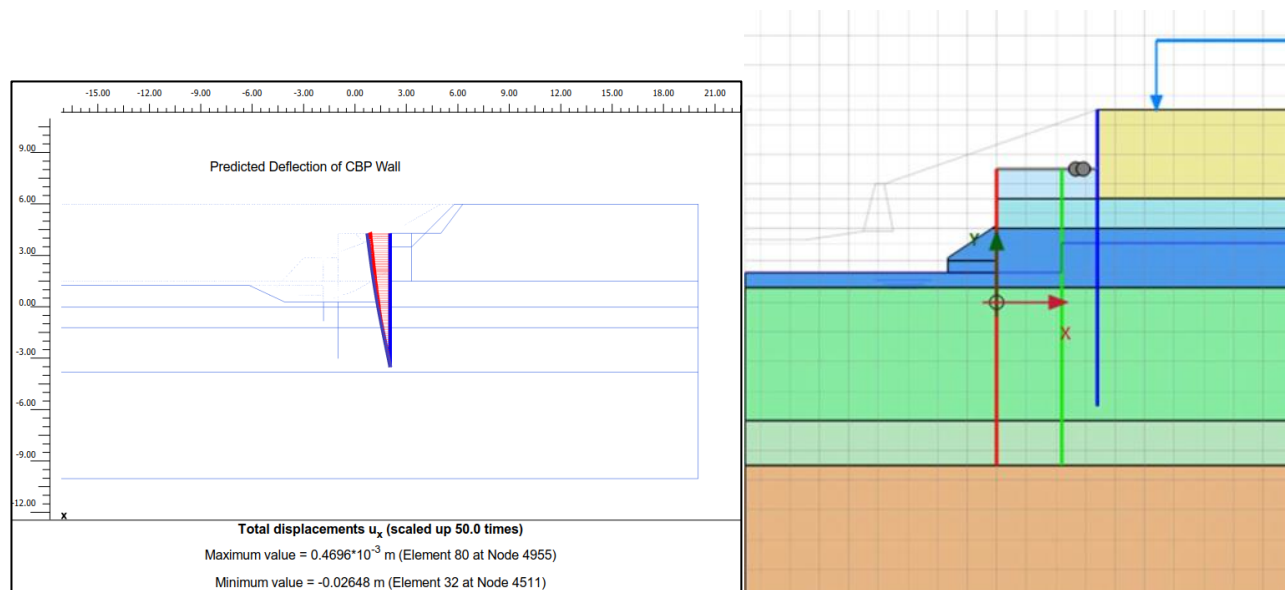 -15.00 -12.00 -9.00 -6.00 -3.00 0.00 3.00 6.00 9.00 12.00 15.00 18.00 21.00
9.00
6.00
3.00
0.00
-3.00
-6.00
-9.00
-12.00
Predicted Deflection of CBP Wall
x
Total displacements uₓ (scaled up 50.0 times)
Maximum value = 0.4696*10⁻³ m (Element 80 at Node 4955)
Minimum value = -0.02648 m (Element 32 at Node 4511)
Y
X